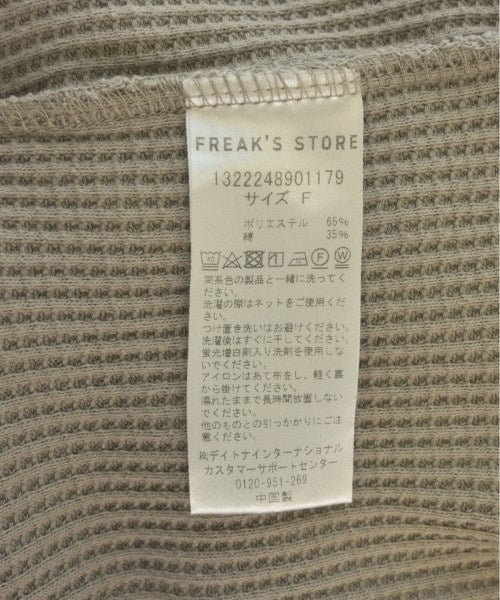 FREAK'S STORE
1322248901179
サイズ F
ポリエステル 65%
綿 35%
同系色の製品と一緒に洗ってく
ださい。
洗濯の際はネットをご使用くだ
さい。
つけ置き洗いはお避けください。
洗濯後はすぐに干してください。
蛍光増白剤入り洗剤を使用しな
いでください。
アイロンはあて布をし、軽く裏
から掛けてください。
濡れたままで長時間放置しない
でください。
他のものとの引っかかりにご注
意ください。
㈱デイトナインターナショナル
カスタマーサポートセンター
0120-951-269
中国製